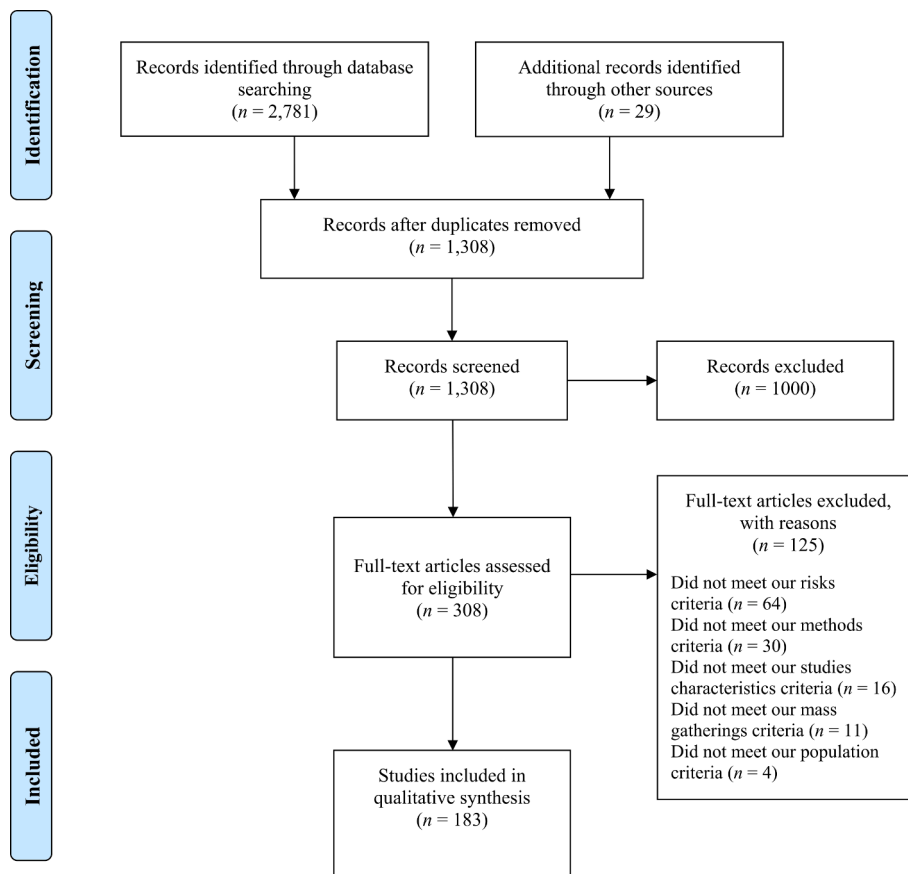 Identification
Records identified through database
searching
(n = 2,781)
Additional records identified
through other sources
(n = 29)
Records after duplicates removed
(n = 1,308)
Screening
Records screened
(n = 1,308)
Records excluded
(n = 1000)
Eligibility
Full-text articles assessed
for eligibility
(n = 308)
Full-text articles excluded,
with reasons
(n = 125)
Did not meet our risks
criteria (n = 64)
Did not meet our methods
criteria (n = 30)
Did not meet our studies
characteristics criteria (n = 16)
Did not meet our mass
gatherings criteria (n = 11)
Did not meet our population
criteria (n = 4)
Included
Studies included in
qualitative synthesis
(n = 183)